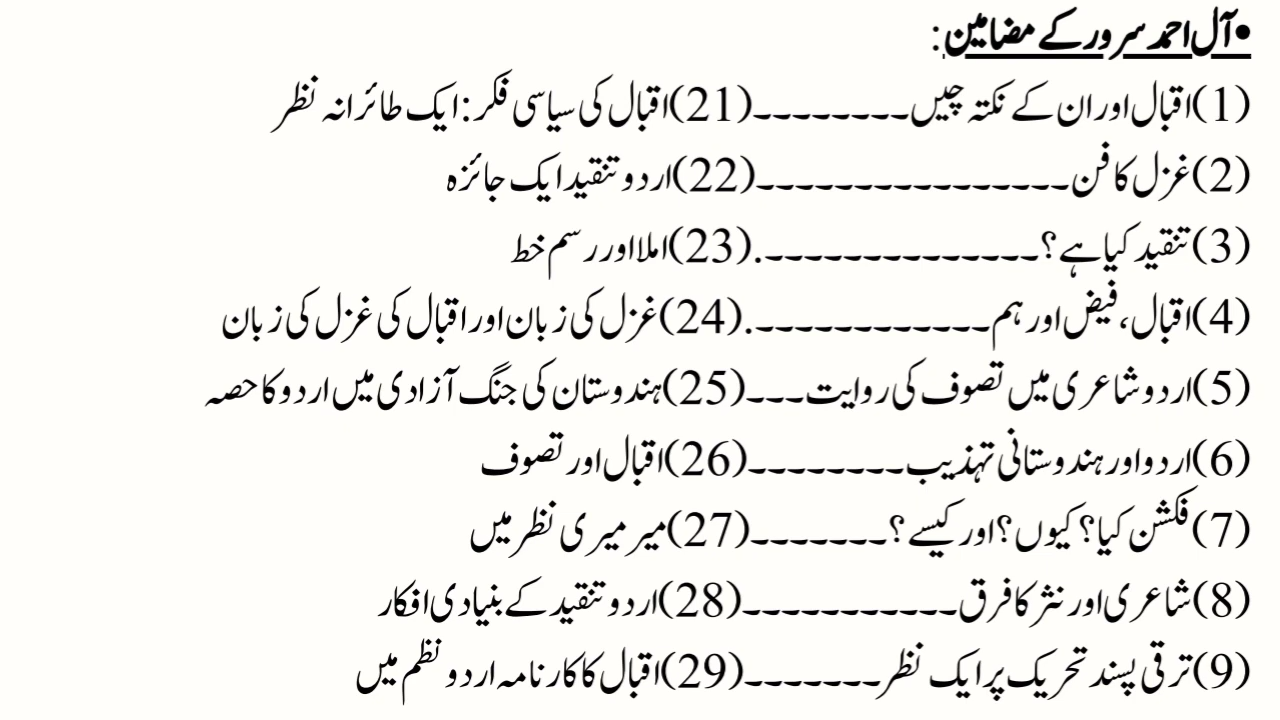 •آل احمد سرور کے مضامین:
(1)اقبال اور ان کے نکتہ چیں۔۔۔۔۔۔۔۔۔(21)اقبال کی سیاسی فکر:ایک طائرانہ نظر
(2)غزل کا فن۔۔۔۔۔۔۔۔۔۔۔۔۔۔۔۔۔۔(22)اردو تنقید ایک جائزہ
(3)تنقید کیا ہے؟۔۔۔۔۔۔۔۔۔۔۔۔۔۔۔۔.(23)املا اور رسم خط
(4)اقبال،فیض اور ہم۔۔۔۔۔۔۔۔۔۔۔۔۔.(24)غزل کی زبان اور اقبال کی غزل کی زبان
(5)اردو شاعری میں تصوف کی روایت۔۔۔(25)ہندوستان کی جنگ آزادی میں اردو کا حصہ
(6)اردو اور ہندوستانی تہذیب۔۔۔۔۔۔۔۔۔(26)اقبال اور تصوف
(7)فکشن کیا؟کیوں؟اور کیسے؟۔۔۔۔۔۔۔(27)میر میری نظر میں
(8)شاعری اور نثر کا فرق۔۔۔۔۔۔۔۔۔۔۔(28)اردو تنقید کے بنیادی افکار
(9)ترقی پسند تحریک پر ایک نظر۔۔۔۔۔۔۔(29)اقبال کا کارنامہ اردو نظم میں